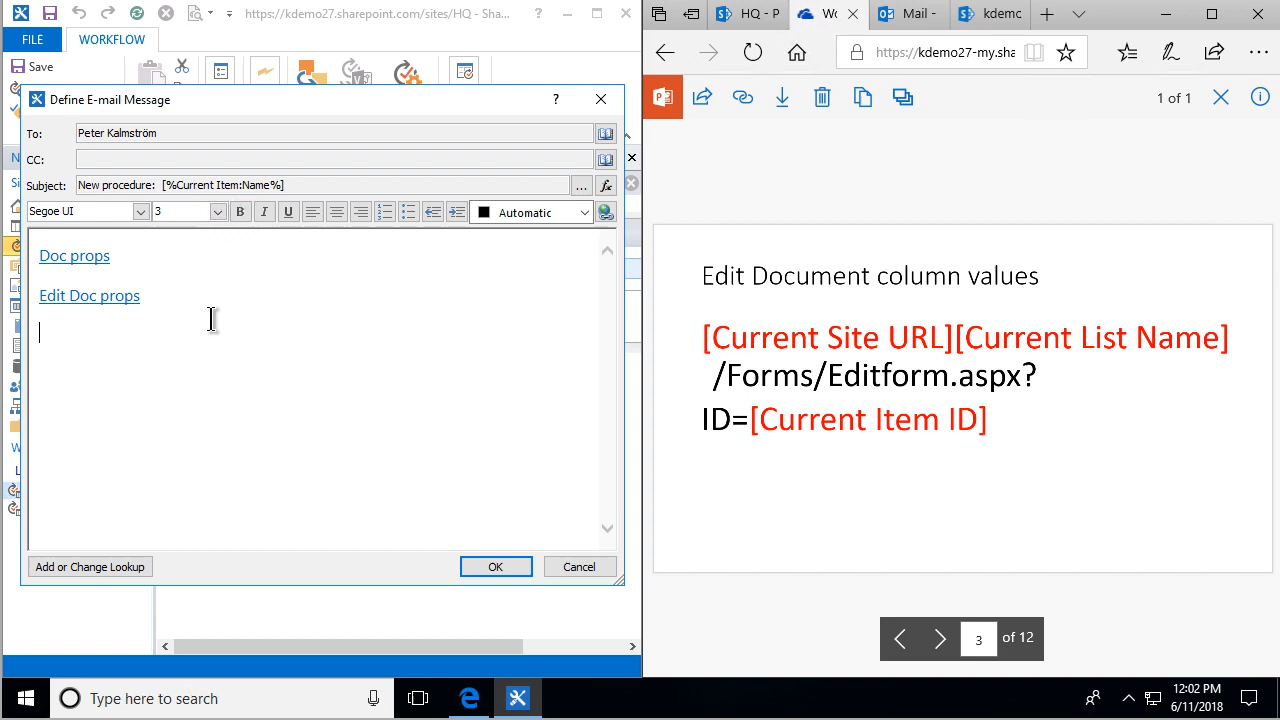 https://kdemo27.sharepoint.com/sites/HQ - Sha...
FILE
WORKFLOW
Save
Define E-mail Message
?
To:
Peter Kalmström
CC:
Subject:
New procedure: [%Current Item:Name%]
...
fx
Segoe UI
3
B
I
U
Automatic
Doc props
Edit Doc props
Add or Change Lookup
OK
Cancel
Type here to search
HQ - P
Wo
Mail -
kdemc
https://kdemo27-my.sha
1 of 1
Edit Document column values
[Current Site URL][Current List Name]
/Forms/Editform.aspx?
ID=[Current Item ID]
3
of 12
12:02 PM
6/11/2018